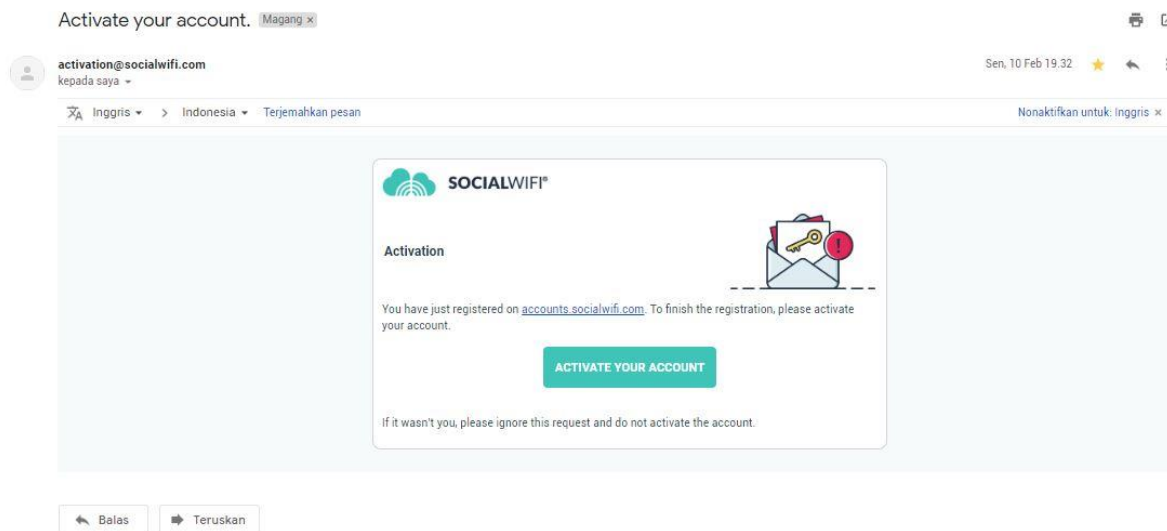 Activate your account. Magang ×
activation@socialwifi.com
Sen, 10 Feb 19.32
kepada saya
Inggris > Indonesia Terjemahkan pesan
Nonaktifkan untuk: Inggris ×
SOCIALWIFI®
Activation
You have just registered on accounts.socialwifi.com. To finish the registration, please activate
your account.
ACTIVATE YOUR ACCOUNT
If it wasn't you, please ignore this request and do not activate the account.
Balas Teruskan